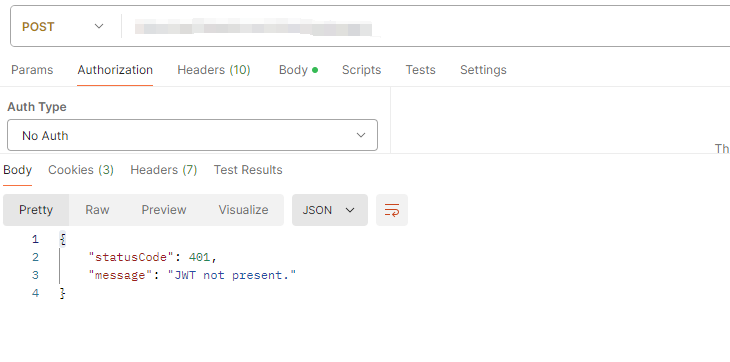 POST
Params Authorization Headers (10) Body Scripts Tests Settings
Auth Type
No Auth
Th
Body Cookies (3) Headers (7) Test Results
Pretty Raw Preview Visualize JSON
1 {
2 "statusCode": 401,
3 "message": "JWT not present."
4 }